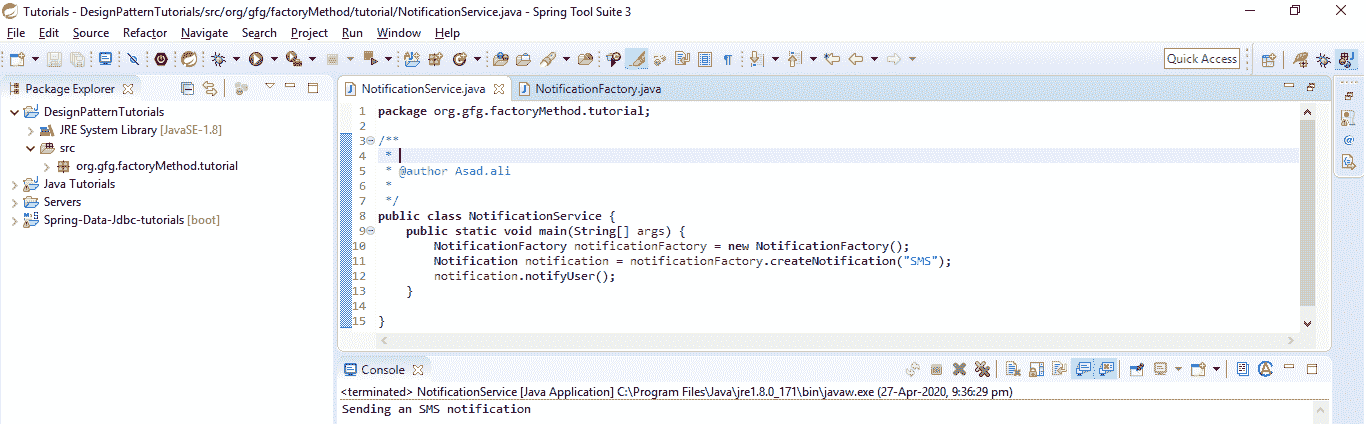 Tutorials - DesignPatternTutorials/src/org/gfg/factoryMethod/tutorial/NotificationService.java - Spring Tool Suite 3
File Edit Source Refactor Navigate Search Project Run Window Help
Quick Access
Package Explorer
DesignPatternTutorials
JRE System Library [JavaSE-1.8]
src
org.gfg.factoryMethod.tutorial
Java Tutorials
Servers
Spring-Data-Jdbc-tutorials [boot]
NotificationService.java NotificationFactory.java
1 package org.gfg.factoryMethod.tutorial;
2
3 /**
4 *
5 * @author Asad.ali
6 *
7 */
8 public class NotificationService {
9 public static void main(String[] args) {
10 NotificationFactory notificationFactory = new NotificationFactory();
11 Notification notification = notificationFactory.createNotification("SMS");
12 notification.notifyUser();
13 }
14
15 }
Console
<terminated> NotificationService [Java Application] C:\Program Files\Java\jre1.8.0_171\bin\javaw.exe (27-Apr-2020, 9:36:29 pm)
Sending an SMS notification